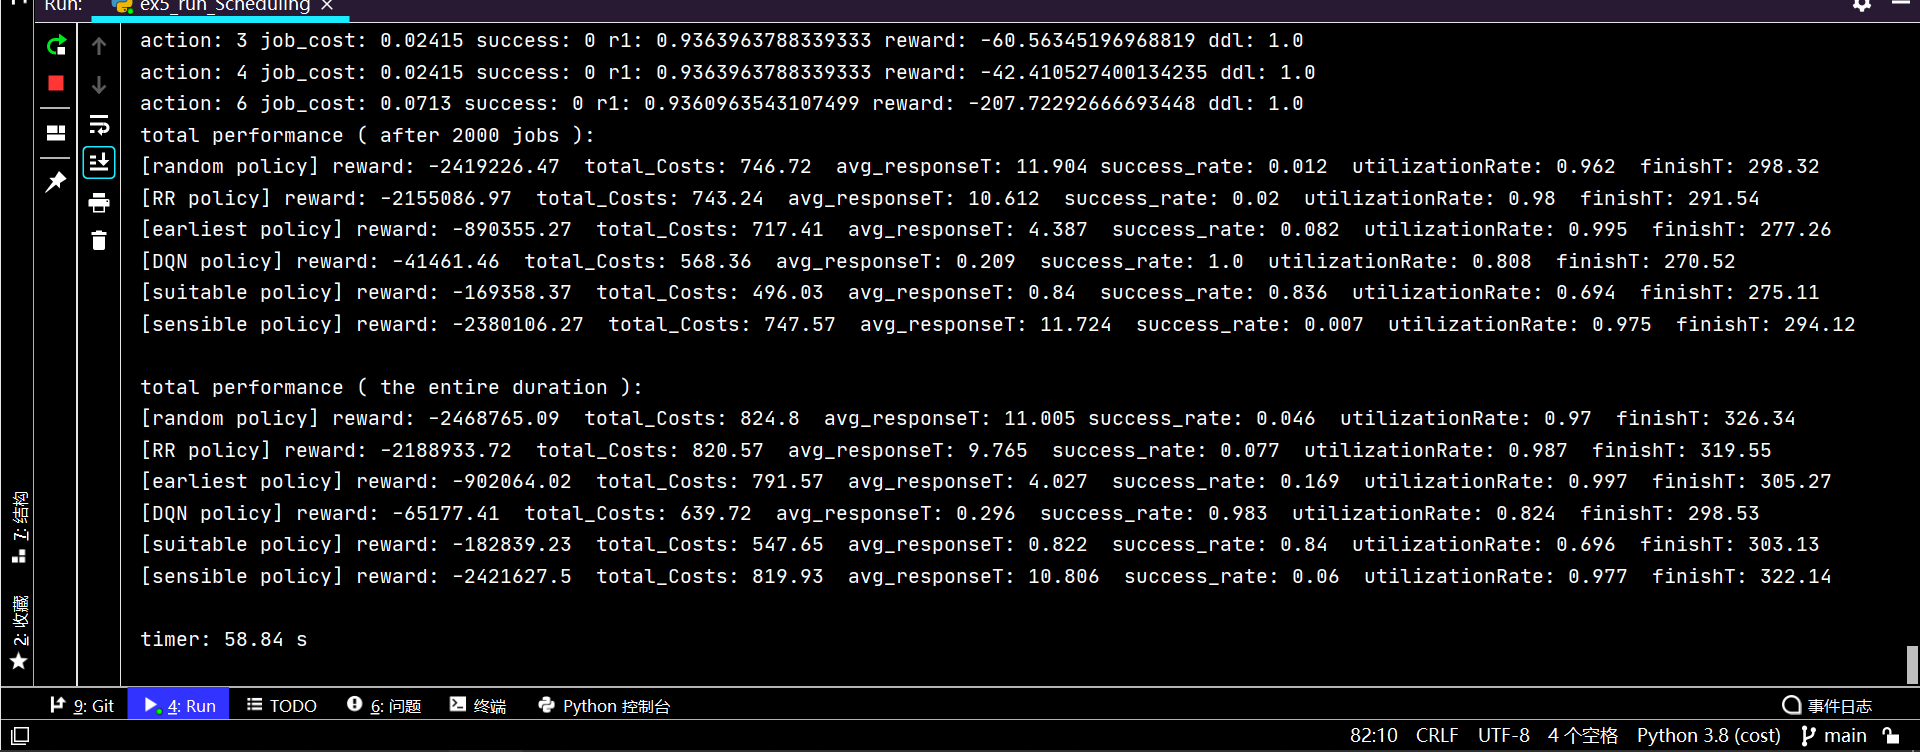 Run: ex5_run_Scheduling ×
action: 3 job_cost: 0.02415 success: 0 r1: 0.9363963788339333 reward: -60.56345196968819 ddl: 1.0
action: 4 job_cost: 0.02415 success: 0 r1: 0.9363963788339333 reward: -42.410527400134235 ddl: 1.0
action: 6 job_cost: 0.0713 success: 0 r1: 0.9360963543107499 reward: -207.72292666693448 ddl: 1.0
total performance ( after 2000 jobs ):
[random policy] reward: -2419226.47  total_Costs: 746.72  avg_responseT: 11.904 success_rate: 0.012  utilizationRate: 0.962  finishT: 298.32
[RR policy] reward: -2155086.97  total_Costs: 743.24  avg_responseT: 10.612  success_rate: 0.02  utilizationRate: 0.98  finishT: 291.54
[earliest policy] reward: -890355.27  total_Costs: 717.41  avg_responseT: 4.387  success_rate: 0.082  utilizationRate: 0.995  finishT: 277.26
[DQN policy] reward: -41461.46  total_Costs: 568.36  avg_responseT: 0.209  success_rate: 1.0  utilizationRate: 0.808  finishT: 270.52
[suitable policy] reward: -169358.37  total_Costs: 496.03  avg_responseT: 0.84  success_rate: 0.836  utilizationRate: 0.694  finishT: 275.11
[sensible policy] reward: -2380106.27  total_Costs: 747.57  avg_responseT: 11.724  success_rate: 0.007  utilizationRate: 0.975  finishT: 294.12
total performance ( the entire duration ):
[random policy] reward: -2468765.09  total_Costs: 824.8  avg_responseT: 11.005 success_rate: 0.046  utilizationRate: 0.97  finishT: 326.34
[RR policy] reward: -2188933.72  total_Costs: 820.57  avg_responseT: 9.765  success_rate: 0.077  utilizationRate: 0.987  finishT: 319.55
[earliest policy] reward: -902064.02  total_Costs: 791.57  avg_responseT: 4.027  success_rate: 0.169  utilizationRate: 0.997  finishT: 305.27
[DQN policy] reward: -65177.41  total_Costs: 639.72  avg_responseT: 0.296  success_rate: 0.983  utilizationRate: 0.824  finishT: 298.53
[suitable policy] reward: -182839.23  total_Costs: 547.65  avg_responseT: 0.822  success_rate: 0.84  utilizationRate: 0.696  finishT: 303.13
[sensible policy] reward: -2421627.5  total_Costs: 819.93  avg_responseT: 10.806  success_rate: 0.06  utilizationRate: 0.977  finishT: 322.14
timer: 58.84 s
7: 结构
2: 收藏
9: Git 4: Run TODO 6: 问题 终端 Python 控制台 事件日志
82:10 CRLF UTF-8 4 个空格 Python 3.8 (cost) main